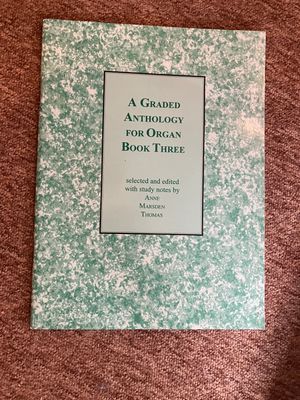 A GRADED
ANTHOLOGY
FOR ORGAN
BOOK THREE
selected and edited
with study notes by
ANNE
MARSDEN
THOMAS